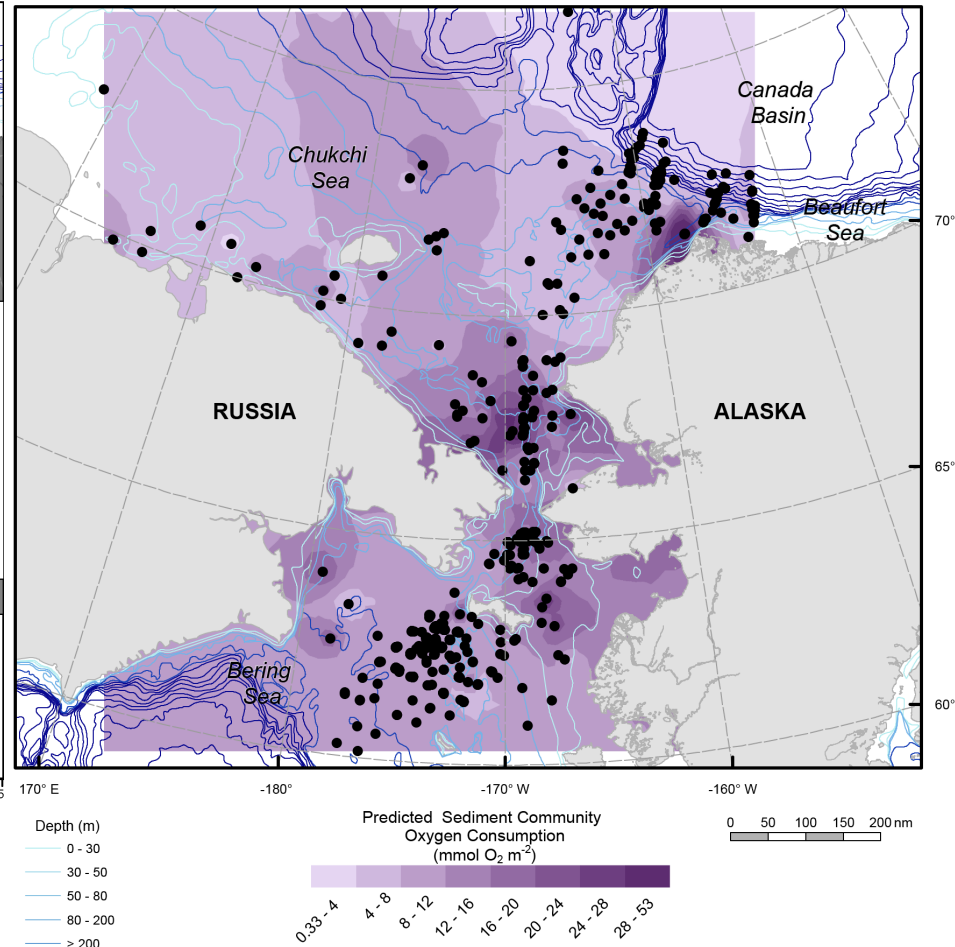 Canada
Basin
Chukchi
Sea
Beaufort
Sea
70°
RUSSIA
ALASKA
65°
Bering
Sea
60°
170° E
-180°
-170° W
-160° W
Predicted Sediment Community
Oxygen Consumption
(mmol O₂ m⁻²)
0.33 - 4
4 - 8
8 - 12
12 - 16
16 - 20
20 - 24
24 - 28
28 - 53
0 50 100 150 200 nm
Depth (m)
0 - 30
30 - 50
50 - 80
80 - 200
> 200